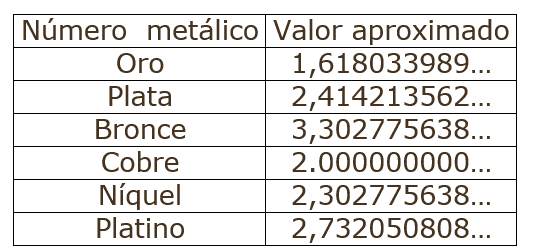 Número metálico Valor aproximado
Oro 1,618033989...
Plata 2,414213562...
Bronce 3,302775638...
Cobre 2.000000000...
Níquel 2,302775638...
Platino 2,732050808...